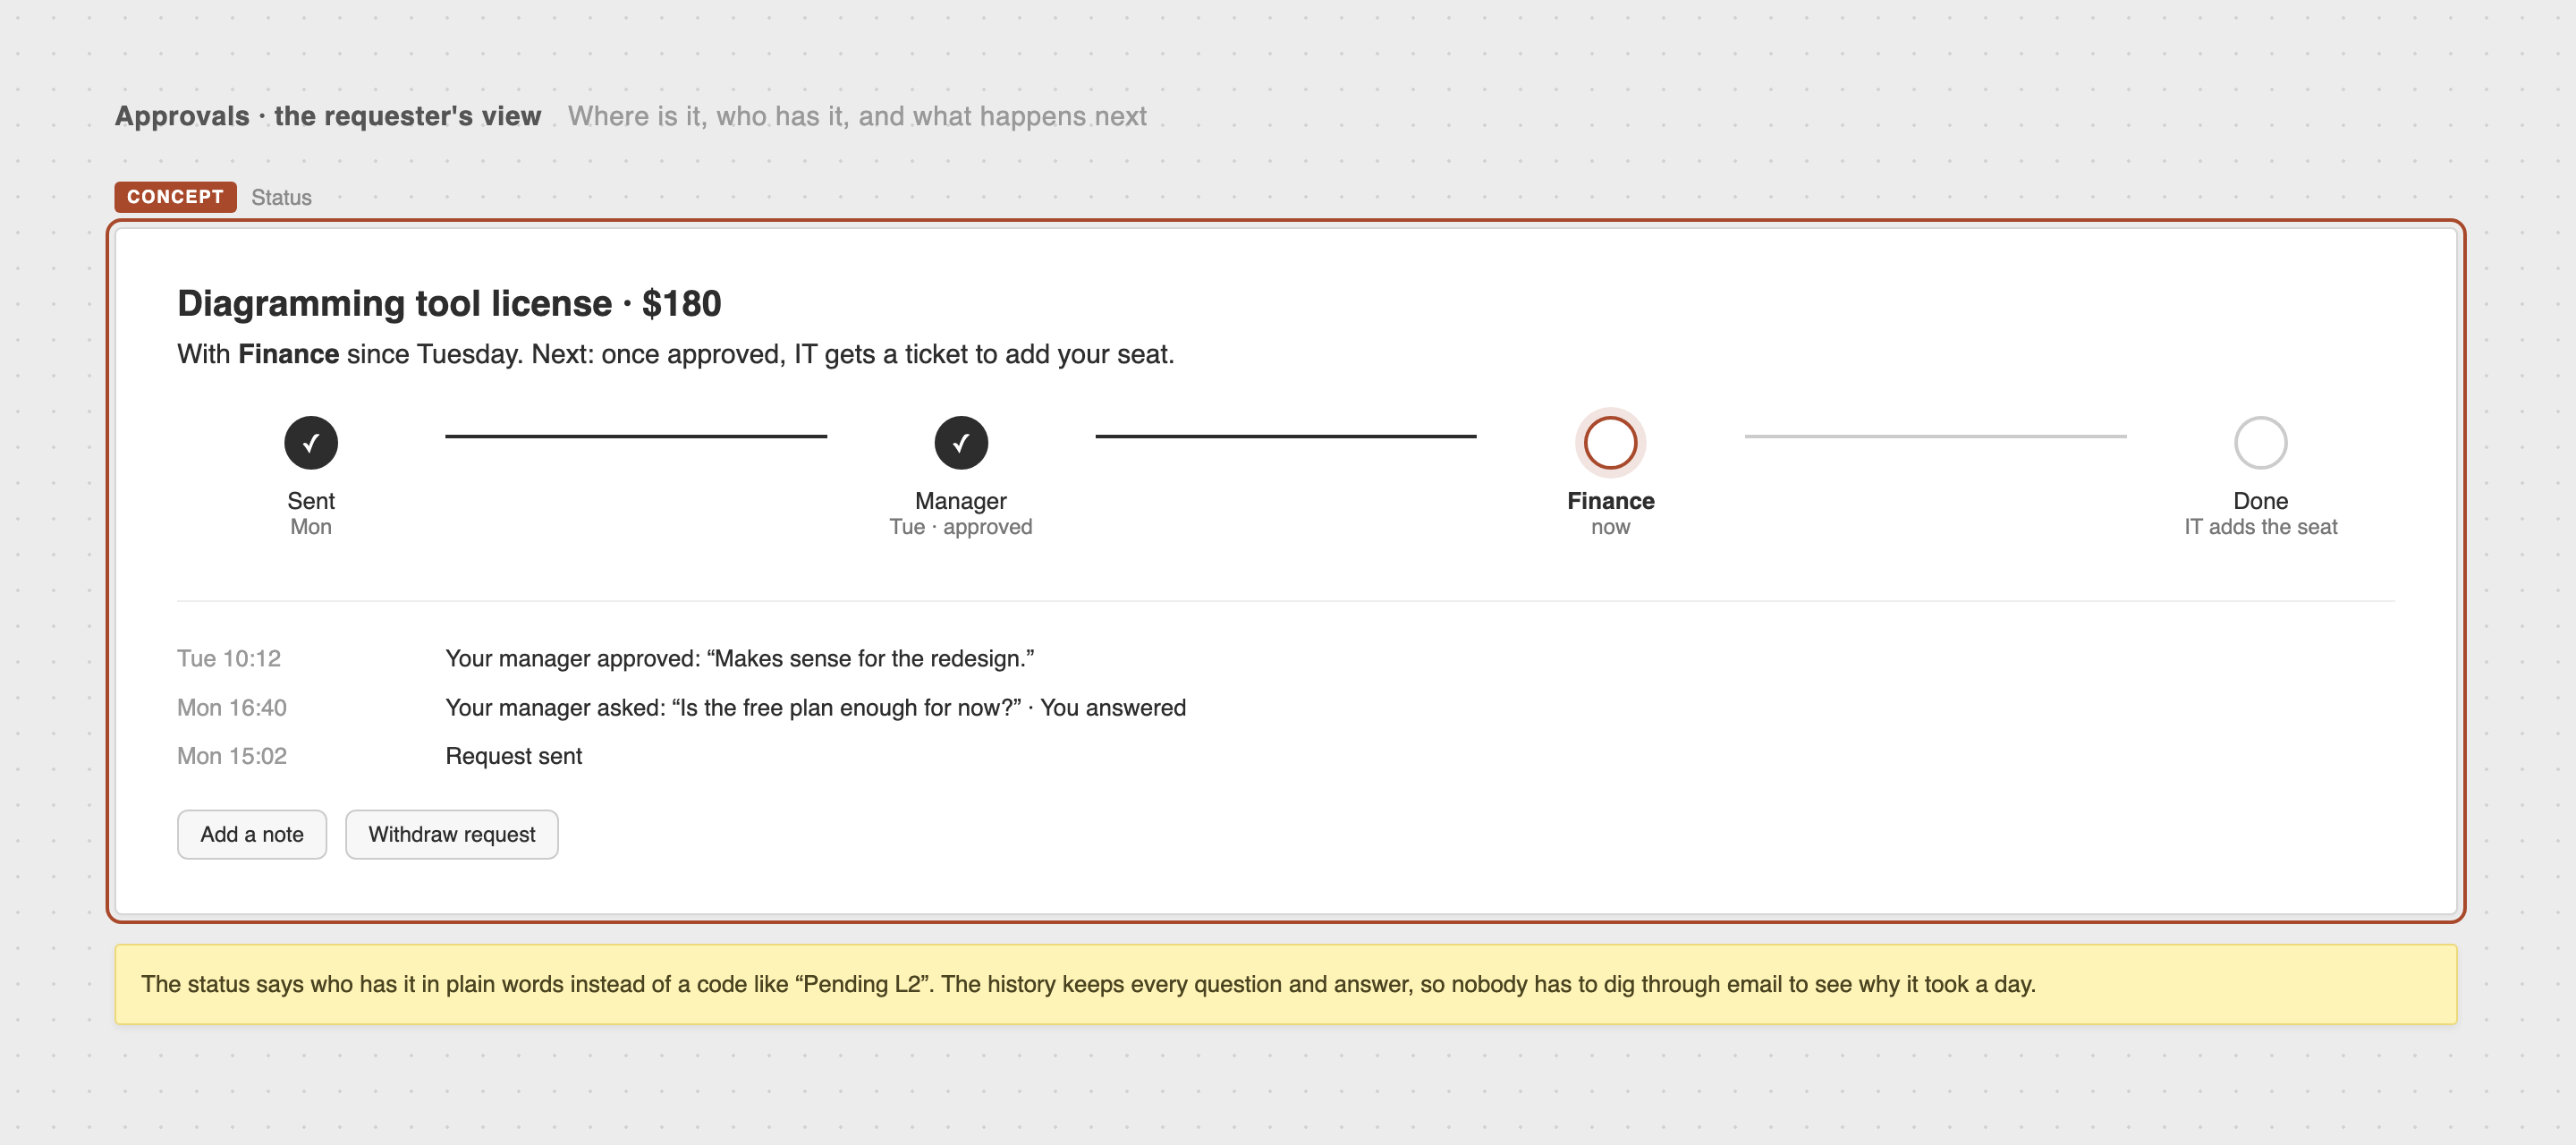 Approvals · the requester's view Where is it, who has it, and what happens next
CONCEPT Status
Diagramming tool license · $180
With Finance since Tuesday. Next: once approved, IT gets a ticket to add your seat.
✓ ✓
Sent Manager Finance Done
Mon Tue · approved now IT adds the seat
Tue 10:12 Your manager approved: “Makes sense for the redesign.”
Mon 16:40 Your manager asked: “Is the free plan enough for now?” · You answered
Mon 15:02 Request sent
Add a note Withdraw request
The status says who has it in plain words instead of a code like “Pending L2”. The history keeps every question and answer, so nobody has to dig through email to see why it took a day.